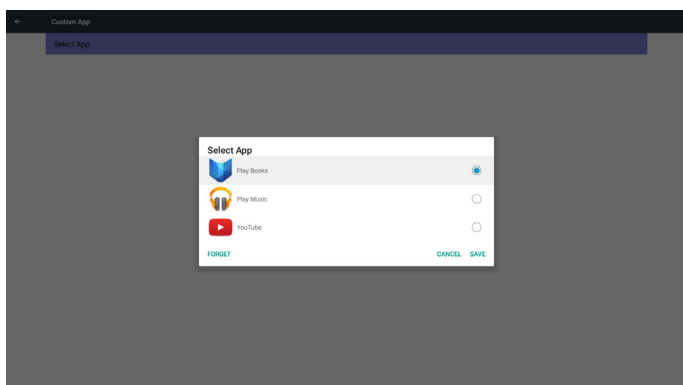 Custom App
Select App
Select App
Play Books
Play Music
YouTube
FORGET CANCEL SAVE